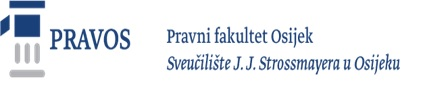 PRAVOS
Pravni fakultet Osijek
Sveučilište J. J. Strossmayera u Osijeku